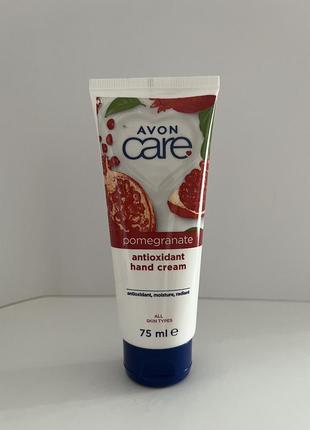 AVON
care
pomegranate
antioxidant
hand cream
antioxidant, moisture, radiant
ALL
SKIN TYPES
75 ml ℮